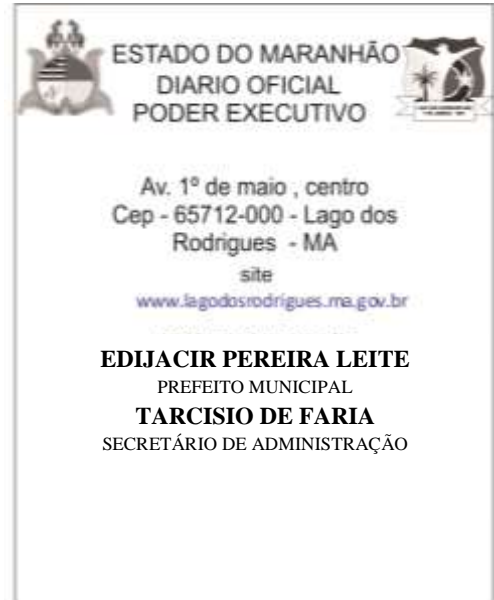 ESTADO DO MARANHÃO
DIARIO OFICIAL
PODER EXECUTIVO
Av. 1º de maio , centro
Cep - 65712-000 - Lago dos
Rodrigues - MA
site
www.lagodosrodrigues.ma.gov.br
EDIJACIR PEREIRA LEITE
PREFEITO MUNICIPAL
TARCISIO DE FARIA
SECRETÁRIO DE ADMINISTRAÇÃO